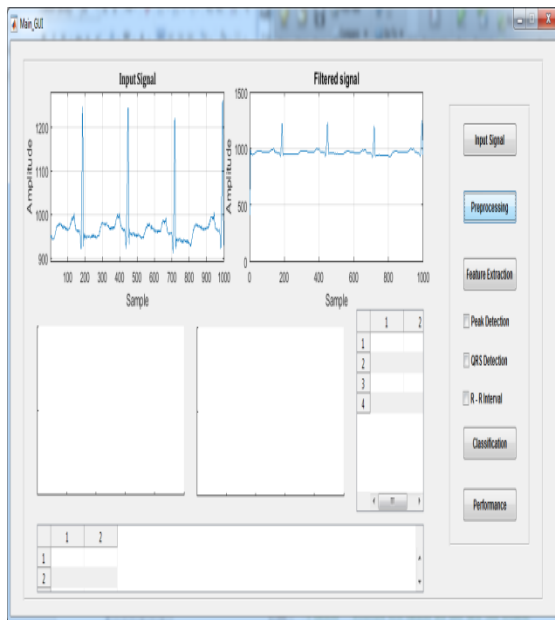 Main_GUI
Input Signal
Filtered signal
Amplitude
1200
1100
1000
900
100 200 300 400 500 600 700 800 900 1000
Sample
Amplitude
1500
1000
500
0
0 200 400 600 800 1000
Sample
Input Signal
Preprocessing
Feature Extraction
Peak Detection
QRS Detection
R - R Interval
Classification
Performance
1 2
1
2
3
4
1 2
1
2